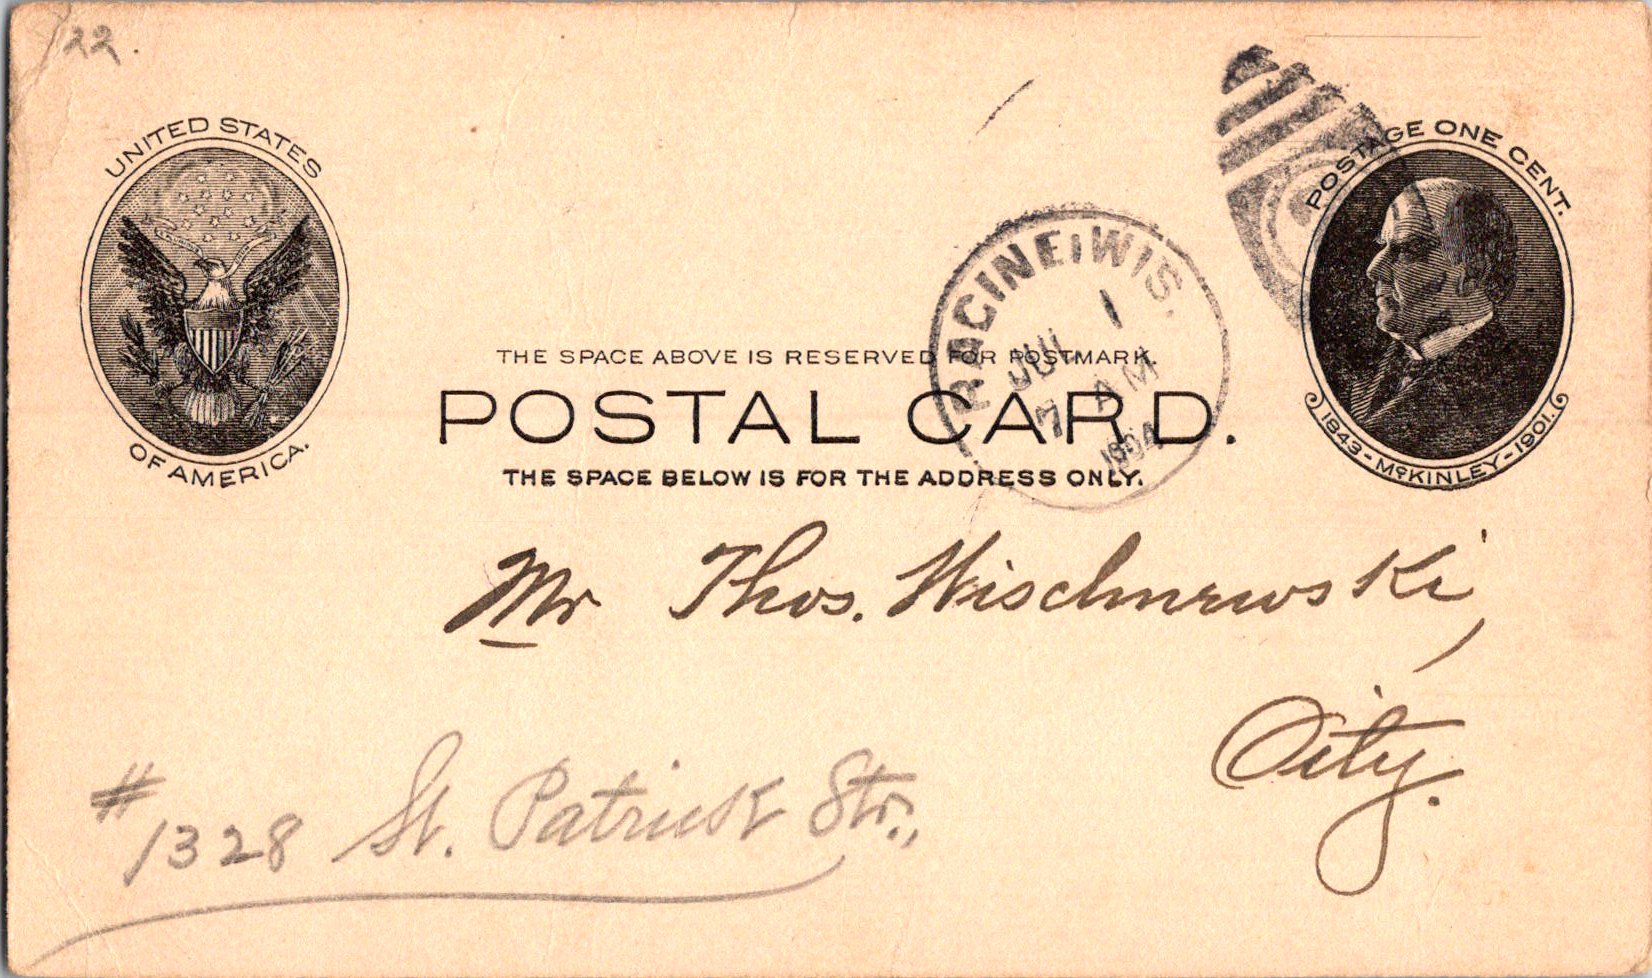 22.
UNITED STATES
OF AMERICA.
POSTAGE ONE CENT.
1843-McKINLEY-1901.
RACINE, WIS.
JUL 1
7 AM
1904
THE SPACE ABOVE IS RESERVED FOR POSTMARK.
POSTAL CARD.
THE SPACE BELOW IS FOR THE ADDRESS ONLY.
Mr Thos. Wischnewski,
City.
# 1328 St. Patrick Str.,